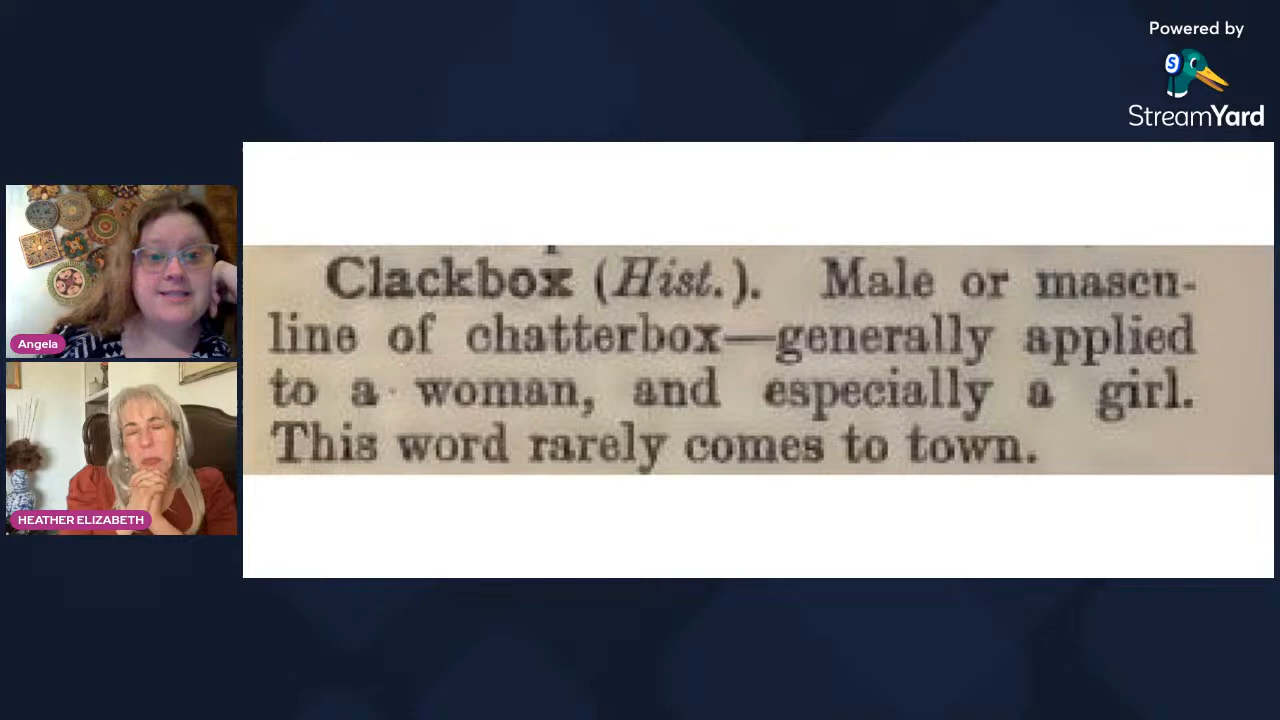 Powered by
StreamYard
Clackbox (Hist.). Male or mascu-
line of chatterbox—generally applied
to a woman, and especially a girl.
This word rarely comes to town.
Angela
HEATHER ELIZABETH